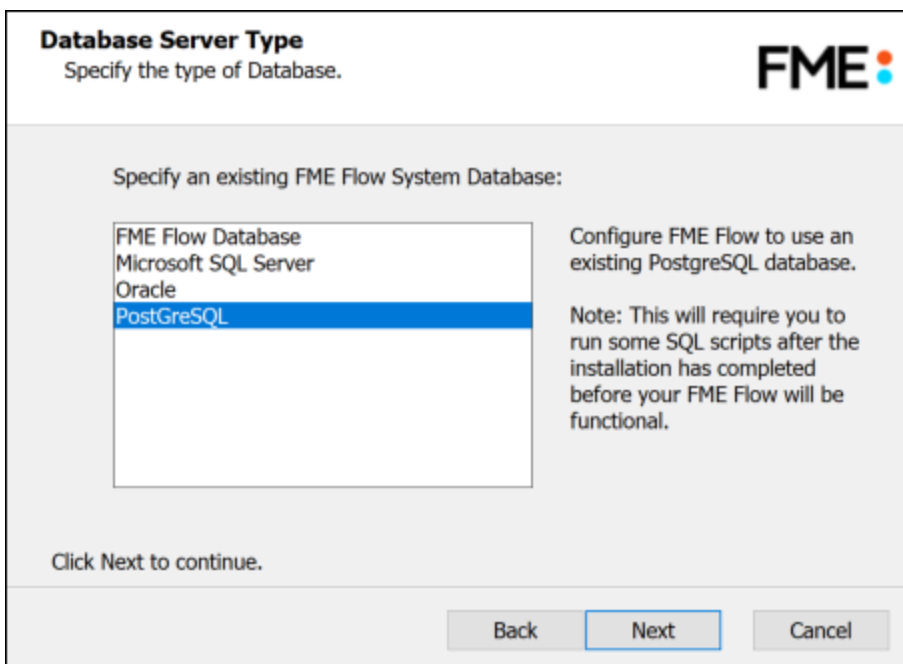 Database Server Type
Specify the type of Database.
FME:
Specify an existing FME Flow System Database:
FME Flow Database
Microsoft SQL Server
Oracle
PostGreSQL
Configure FME Flow to use an
existing PostgreSQL database.
Note: This will require you to
run some SQL scripts after the
installation has completed
before your FME Flow will be
functional.
Click Next to continue.
Back
Next
Cancel